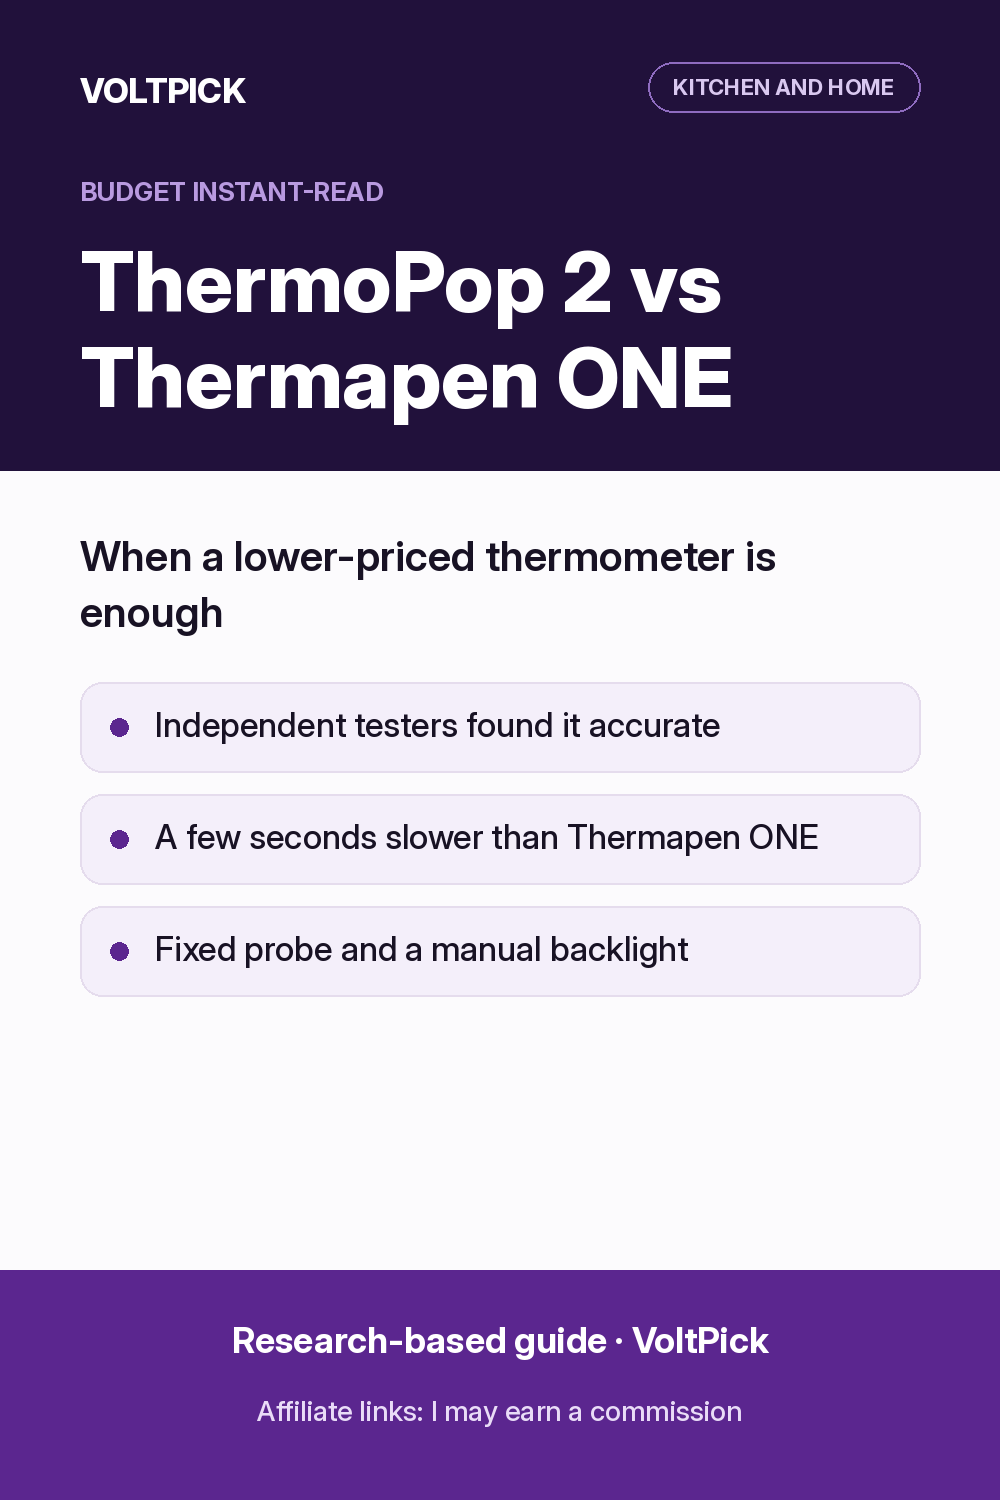 VOLTPICK
KITCHEN AND HOME
BUDGET INSTANT-READ
ThermoPop 2 vs
Thermapen ONE
When a lower-priced thermometer is
enough
Independent testers found it accurate
A few seconds slower than Thermapen ONE
Fixed probe and a manual backlight
Research-based guide · VoltPick
Affiliate links: I may earn a commission